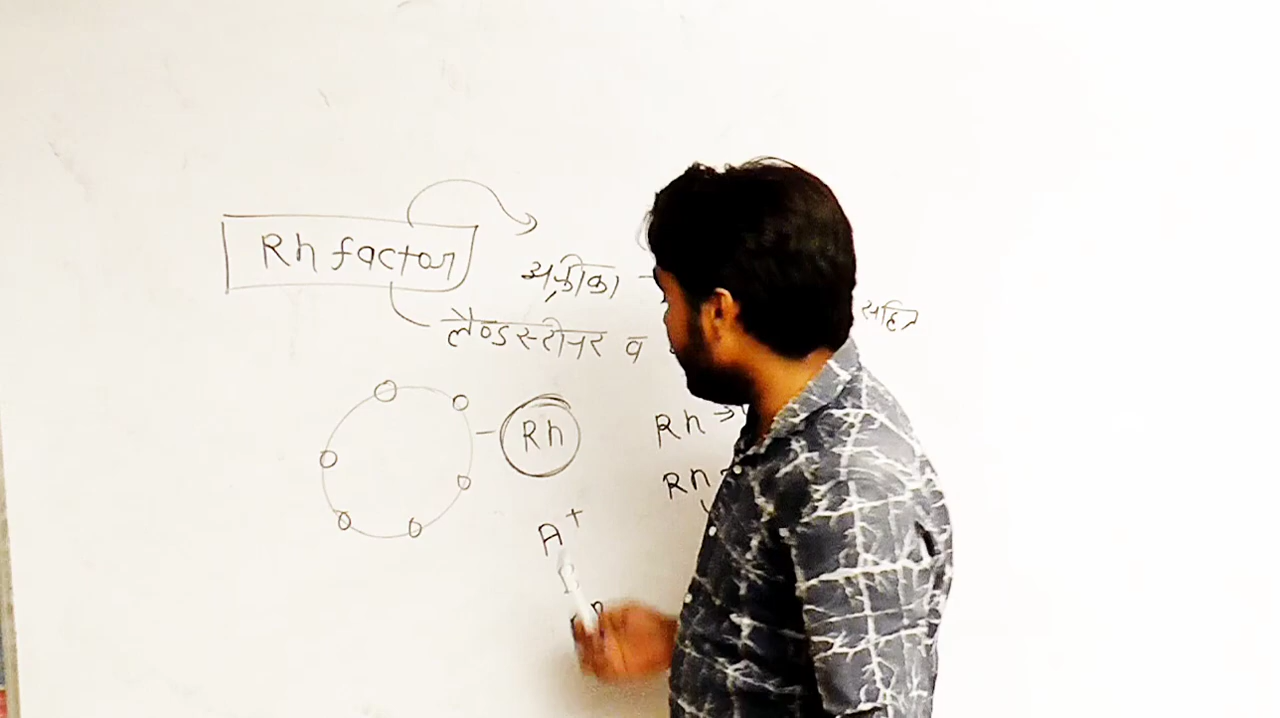 Rh factor
अफ्रीका -
लैण्डस्टीनर व
सहित
Rh
Rh →
Rh
A+
B